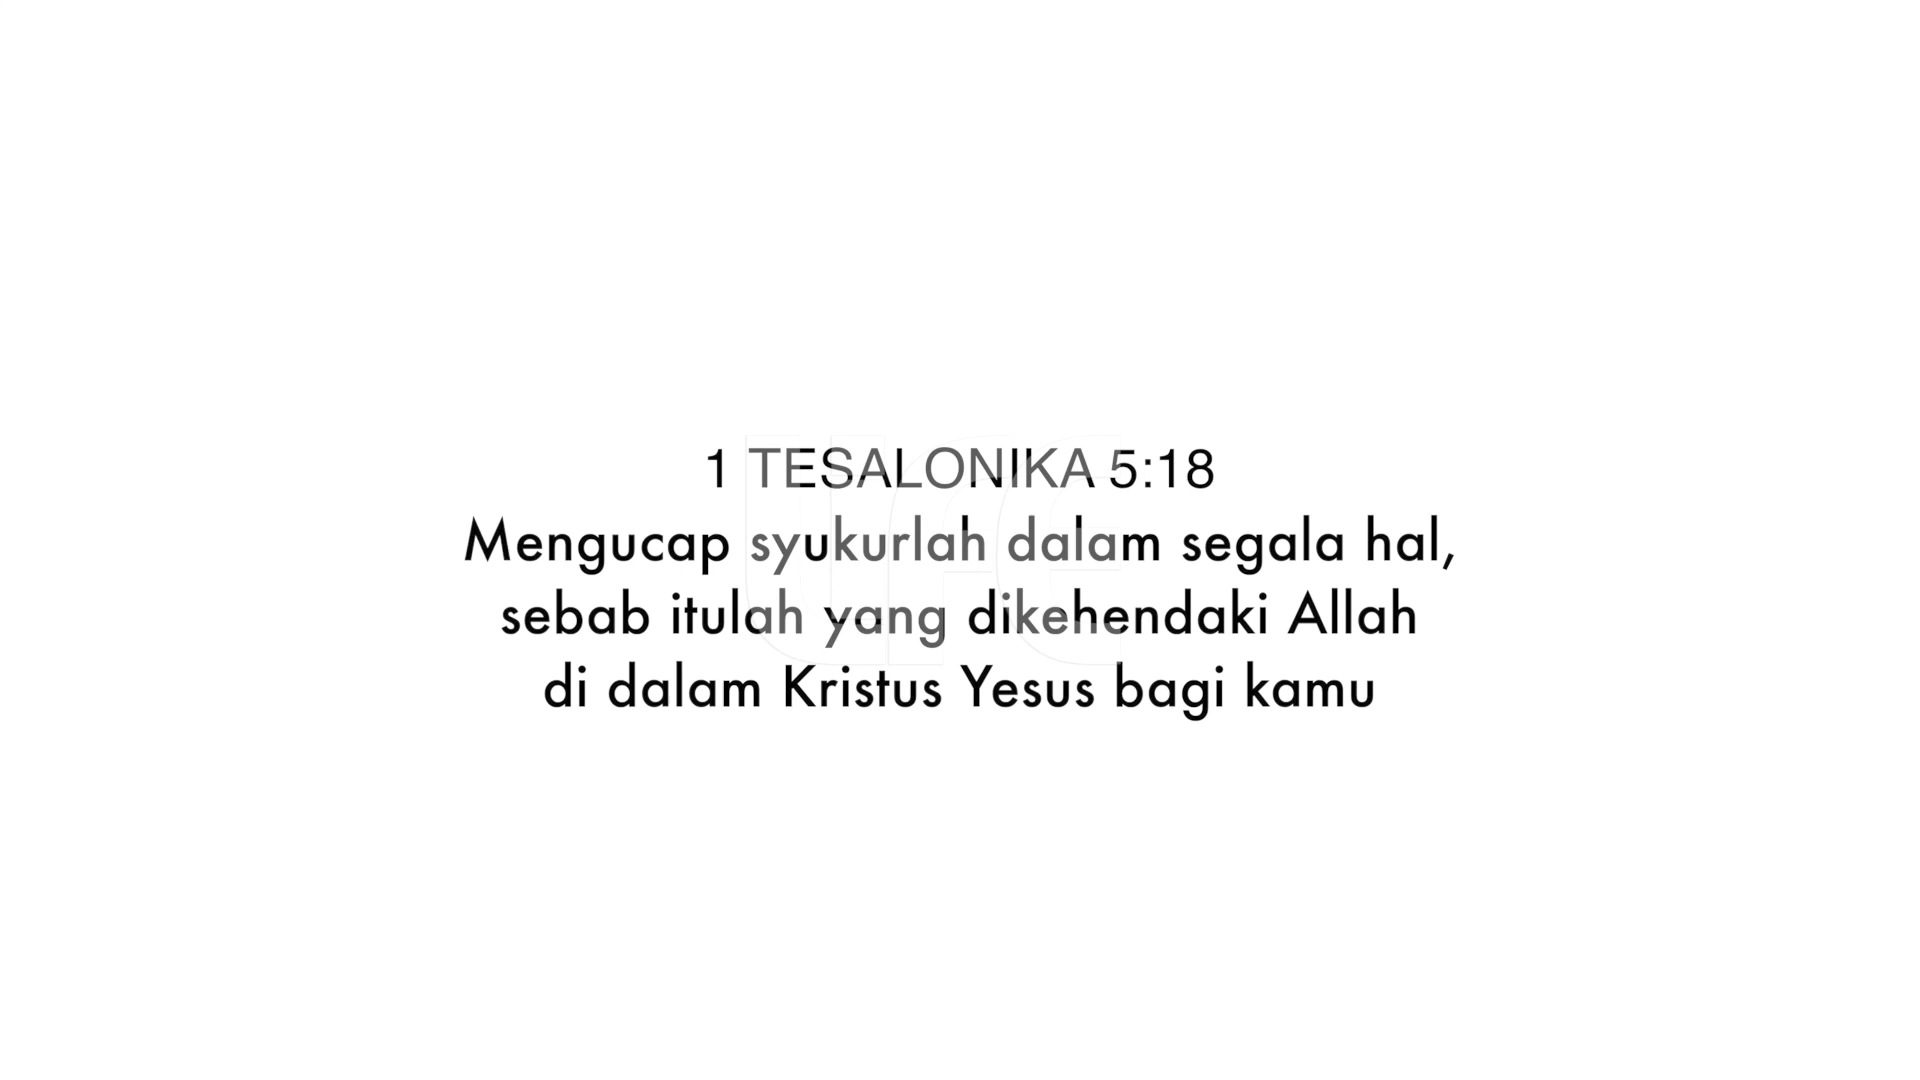 1 TESALONIKA 5:18
Mengucap syukurlah dalam segala hal,
sebab itulah yang dikehendaki Allah
di dalam Kristus Yesus bagi kamu